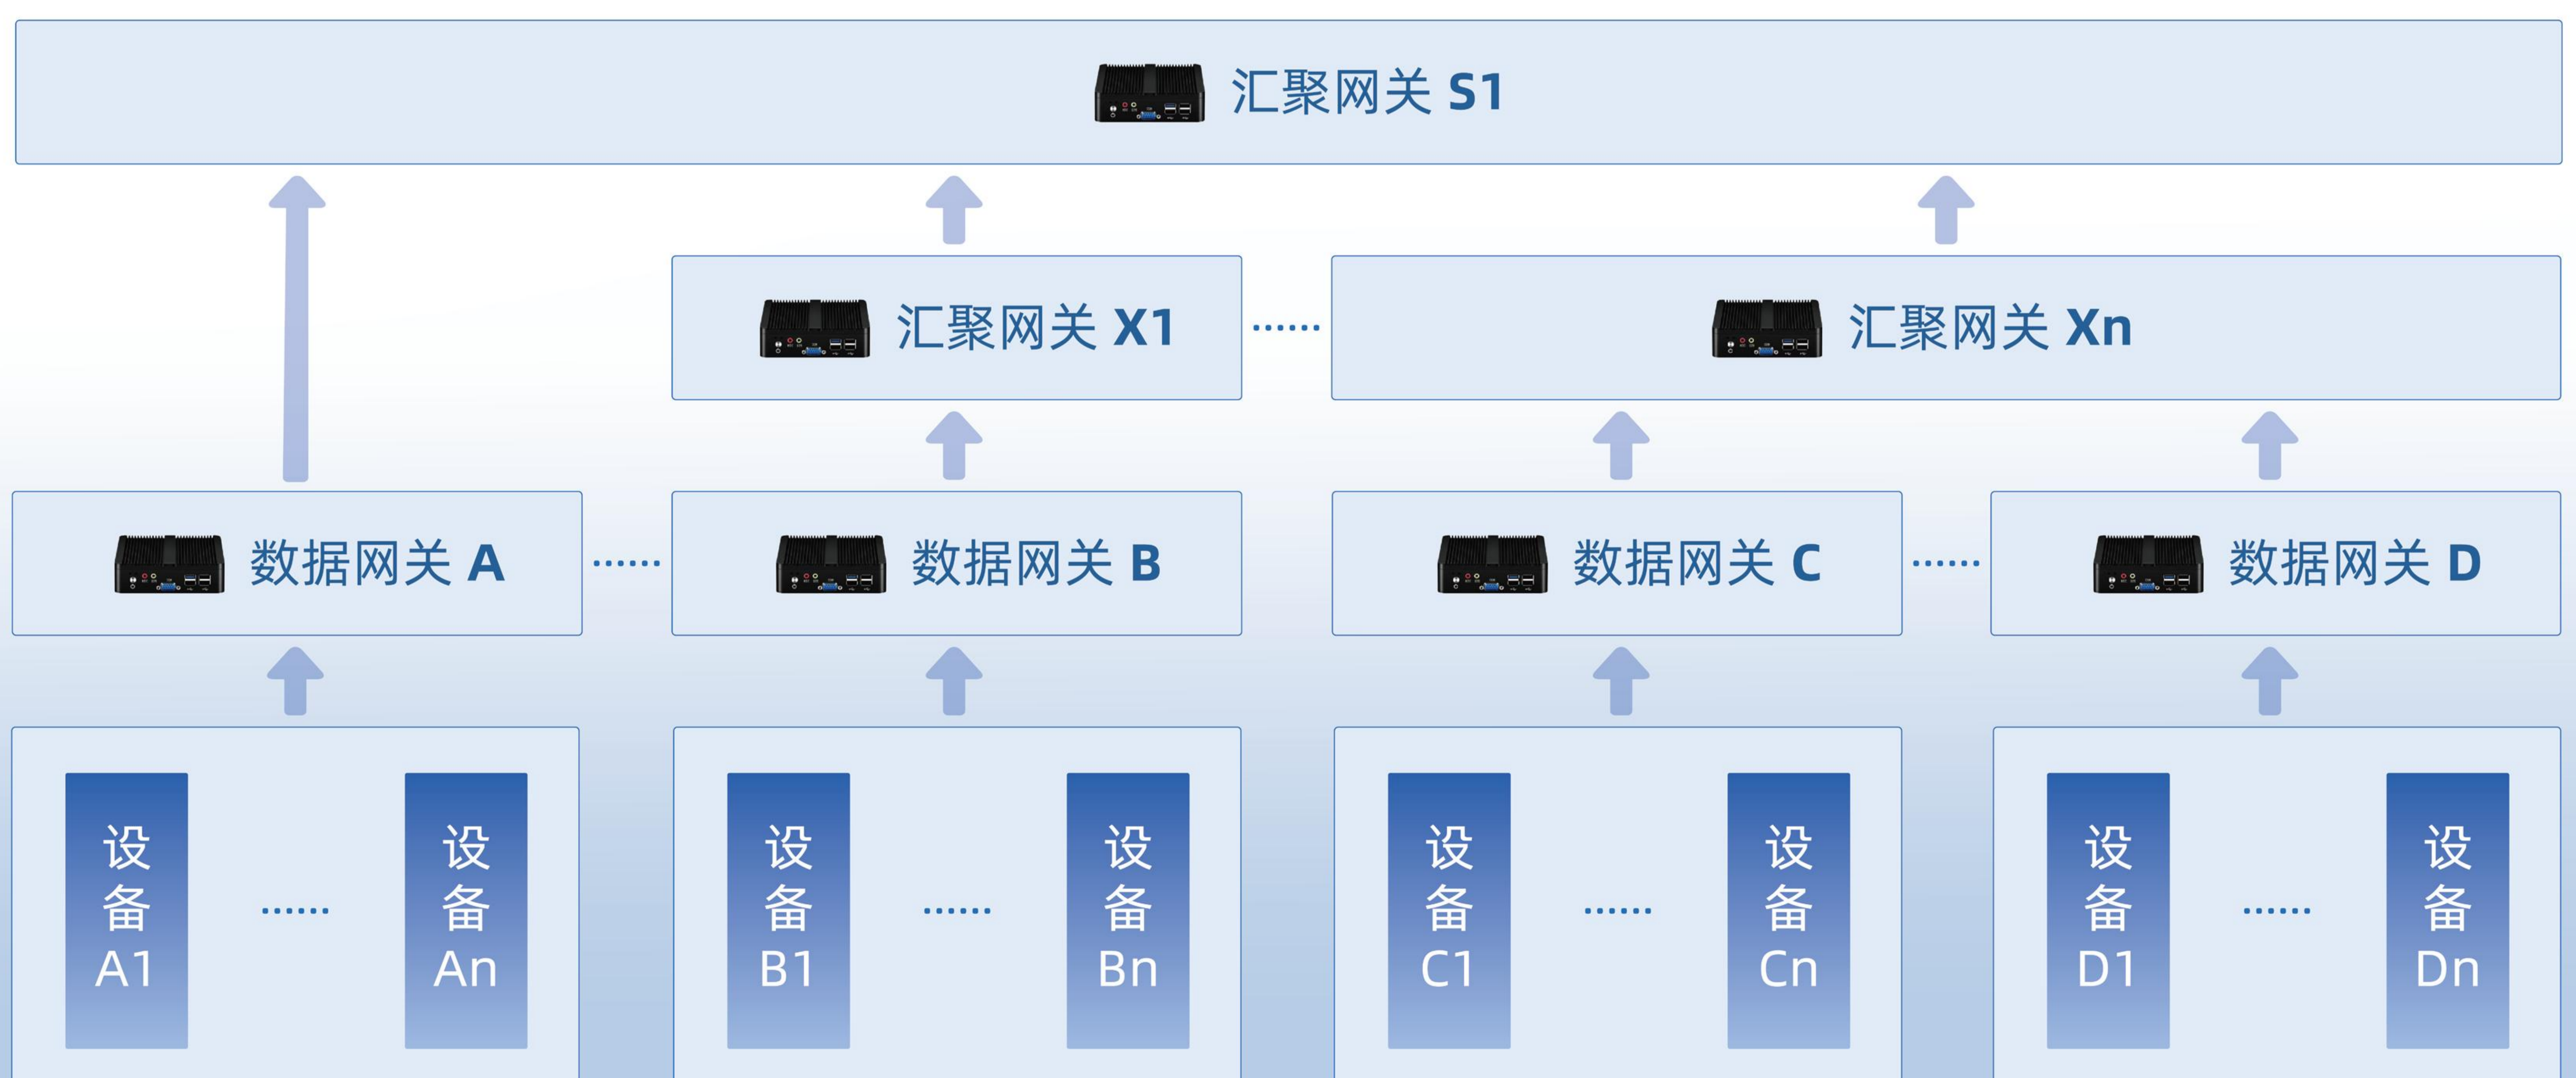 汇聚网关 S1
汇聚网关 X1
······
汇聚网关 Xn
数据网关 A
······
数据网关 B
数据网关 C
······
数据网关 D
设
备
A1
······
设
备
An
设
备
B1
······
设
备
Bn
设
备
C1
······
设
备
Cn
设
备
D1
······
设
备
Dn